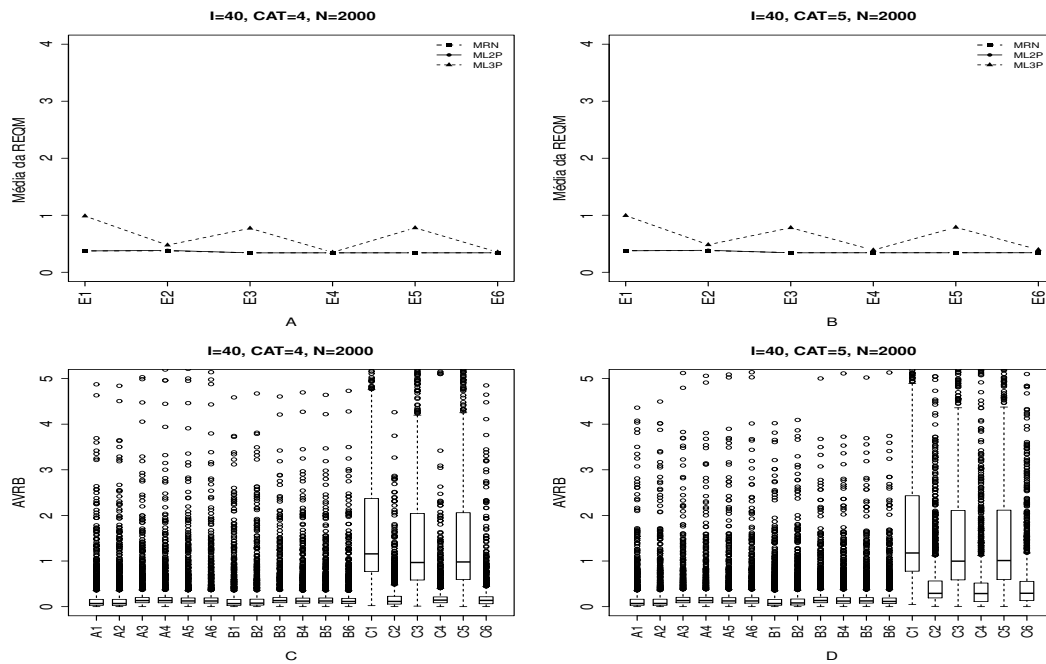 I=40, CAT=4, N=2000
Média da REQM
4
3
2
1
0
MRN
ML2P
ML3P
E1 E2 E3 E4 E5 E6
A
I=40, CAT=5, N=2000
Média da REQM
4
3
2
1
0
MRN
ML2P
ML3P
E1 E2 E3 E4 E5 E6
B
I=40, CAT=4, N=2000
AVRB
5
4
3
2
1
0
A1 A2 A3 A4 A5 A6 B1 B2 B3 B4 B5 B6 C1 C2 C3 C4 C5 C6
C
I=40, CAT=5, N=2000
AVRB
5
4
3
2
1
0
A1 A2 A3 A4 A5 A6 B1 B2 B3 B4 B5 B6 C1 C2 C3 C4 C5 C6
D